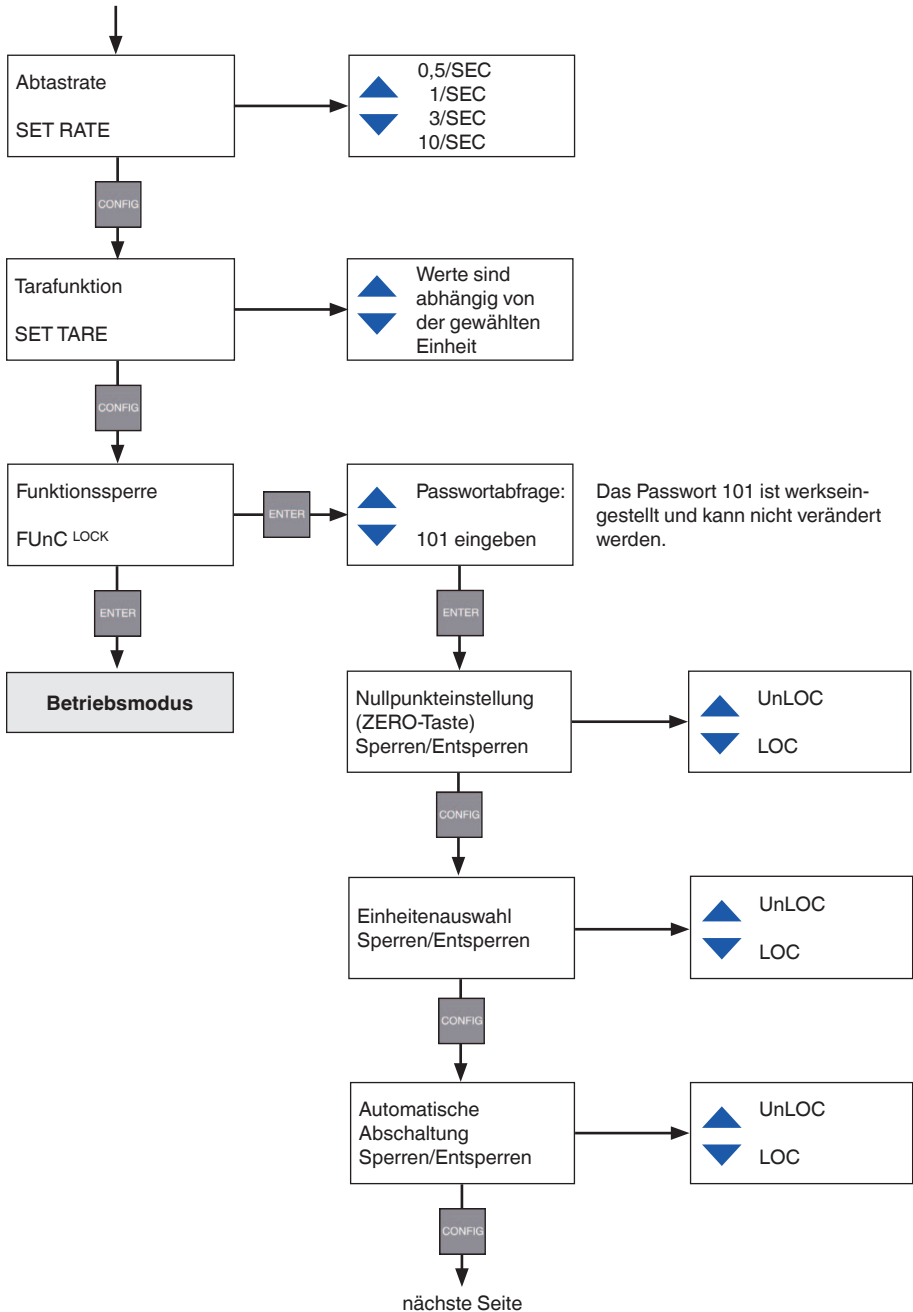 Abtastrate
SET RATE
0,5/SEC
1/SEC
3/SEC
10/SEC
CONFIG
Tarafunktion
SET TARE
Werte sind
abhängig von
der gewählten
Einheit
CONFIG
Funktionssperre
FUnC LOCK
ENTER
Passwortabfrage:
101 eingeben
Das Passwort 101 ist werksein-
gestellt und kann nicht verändert
werden.
ENTER
ENTER
Betriebsmodus
Nullpunkteinstellung
(ZERO-Taste)
Sperren/Entsperren
UnLOC
LOC
CONFIG
Einheitenauswahl
Sperren/Entsperren
UnLOC
LOC
CONFIG
Automatische
Abschaltung
Sperren/Entsperren
UnLOC
LOC
CONFIG
nächste Seite